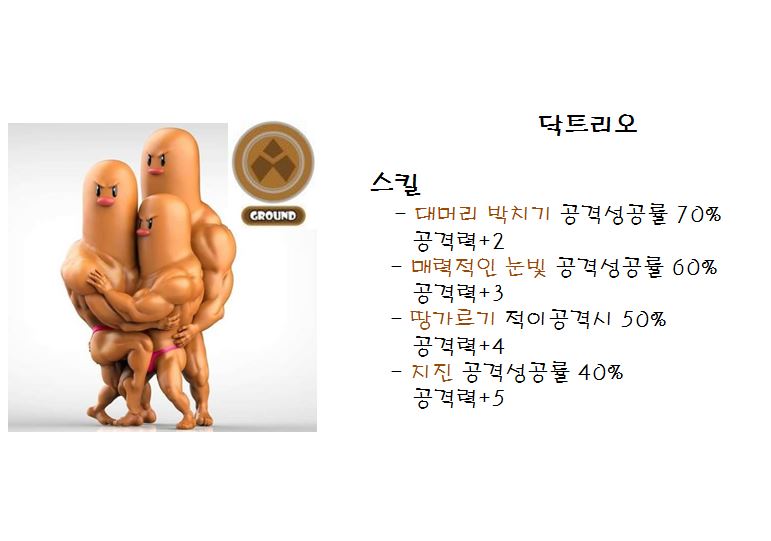 닥트리오
GROUND
스킬
- 대머리 박치기 공격성공률 70%
공격력+2
- 매력적인 눈빛 공격성공률 60%
공격력+3
- 땅가르기 적이공격시 50%
공격력+4
- 지진 공격성공률 40%
공격력+5